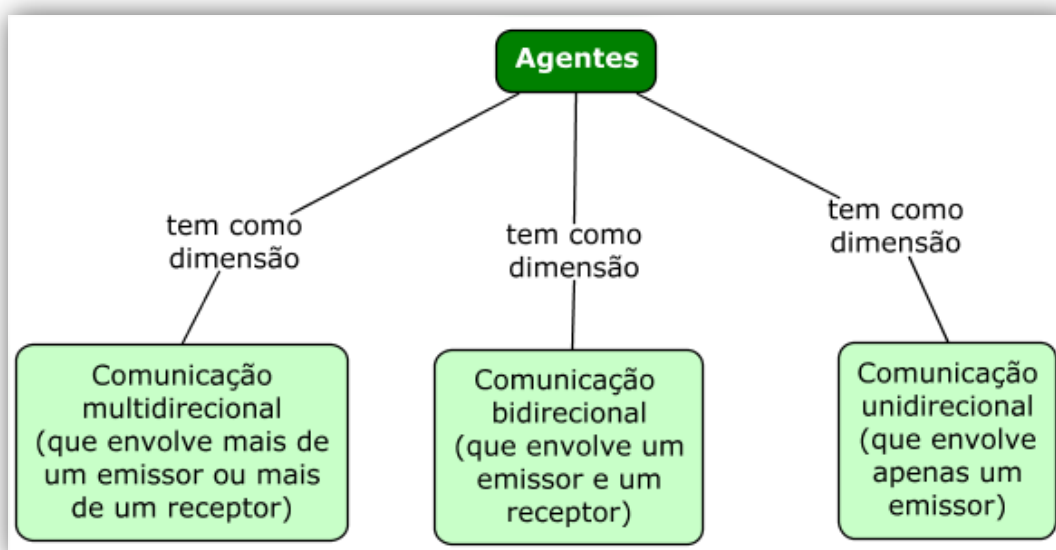 Agentes
tem como
dimensão
tem como
dimensão
tem como
dimensão
Comunicação
multidirecional
(que envolve mais de
um emissor ou mais
de um receptor)
Comunicação
bidirecional
(que envolve um
emissor e um
receptor)
Comunicação
unidirecional
(que envolve
apenas um
emissor)